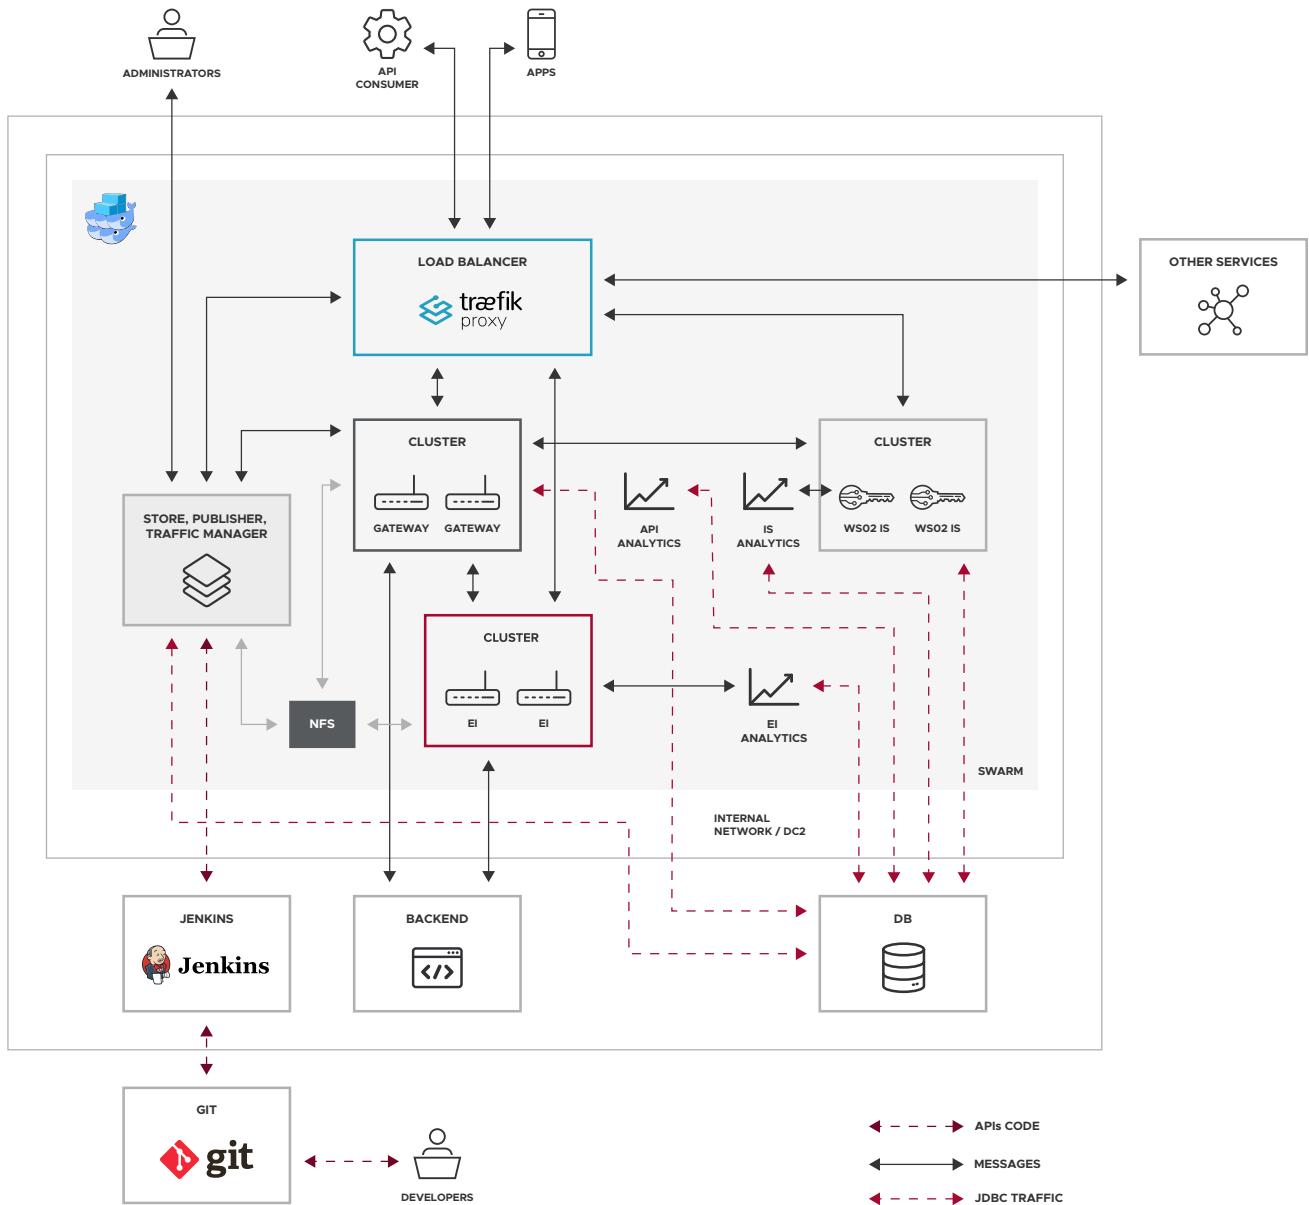 ADMINISTRATORS
API
CONSUMER
APPS
LOAD BALANCER
træfik
proxy
OTHER SERVICES
CLUSTER
GATEWAY
GATEWAY
API
ANALYTICS
IS
ANALYTICS
CLUSTER
WS02 IS
WS02 IS
STORE, PUBLISHER,
TRAFFIC MANAGER
CLUSTER
EI
EI
NFS
EI
ANALYTICS
SWARM
INTERNAL
NETWORK / DC2
JENKINS
Jenkins
BACKEND
</>
DB
GIT
git
DEVELOPERS
APIs CODE
MESSAGES
JDBC TRAFFIC